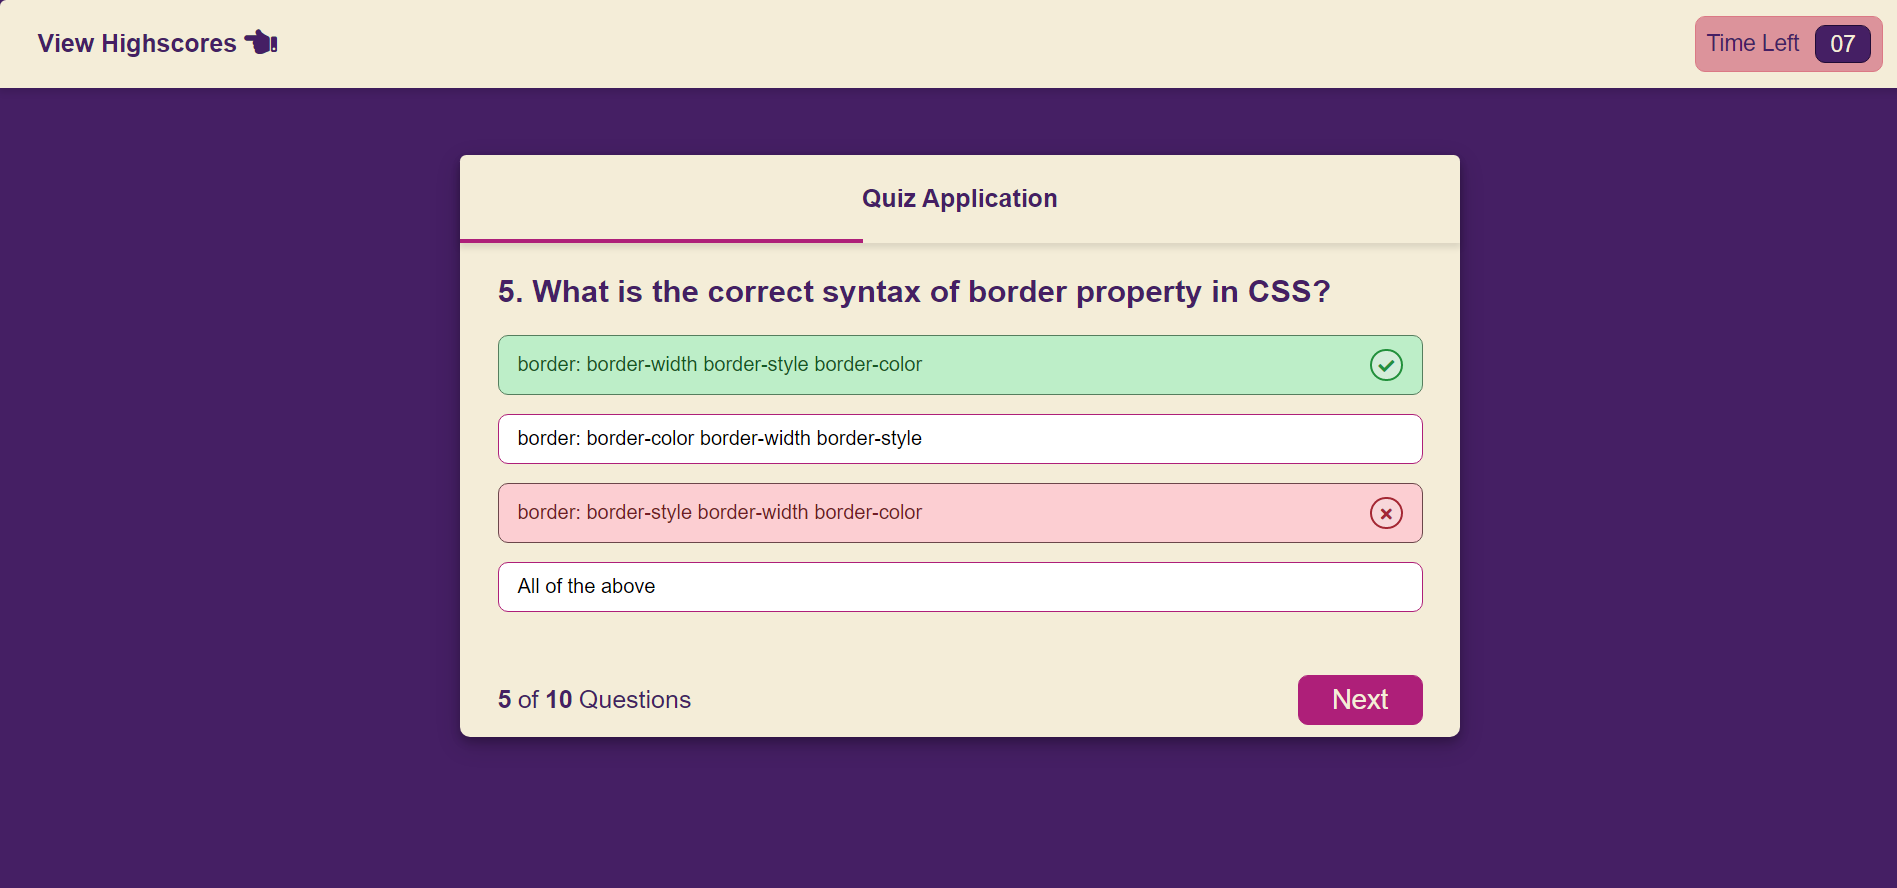 View Highscores
Time Left 07
Quiz Application
5. What is the correct syntax of border property in CSS?
border: border-width border-style border-color
border: border-color border-width border-style
border: border-style border-width border-color
All of the above
5 of 10 Questions
Next